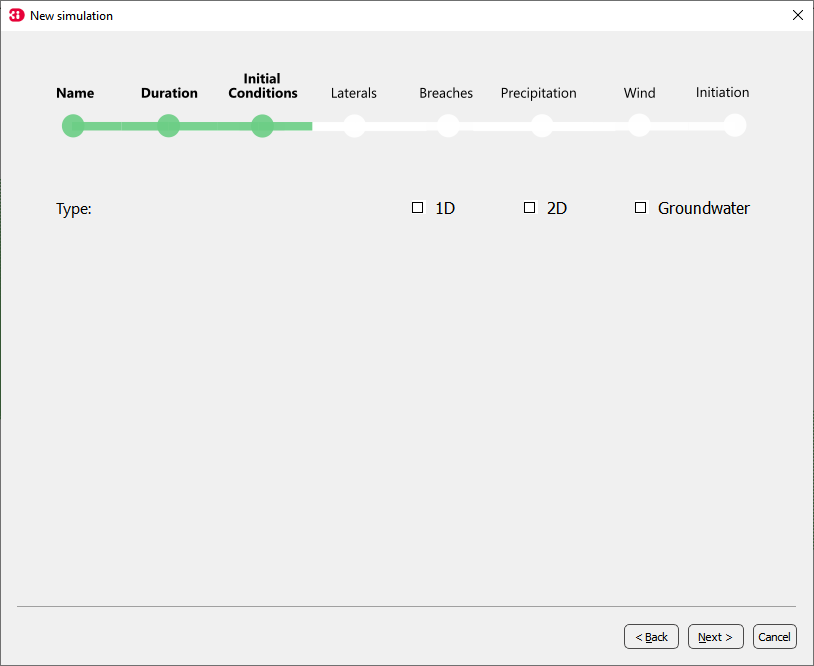 New simulation
Name Duration Initial Conditions Laterals Breaches Precipitation Wind Initiation
Type: 1D 2D Groundwater
< Back Next > Cancel